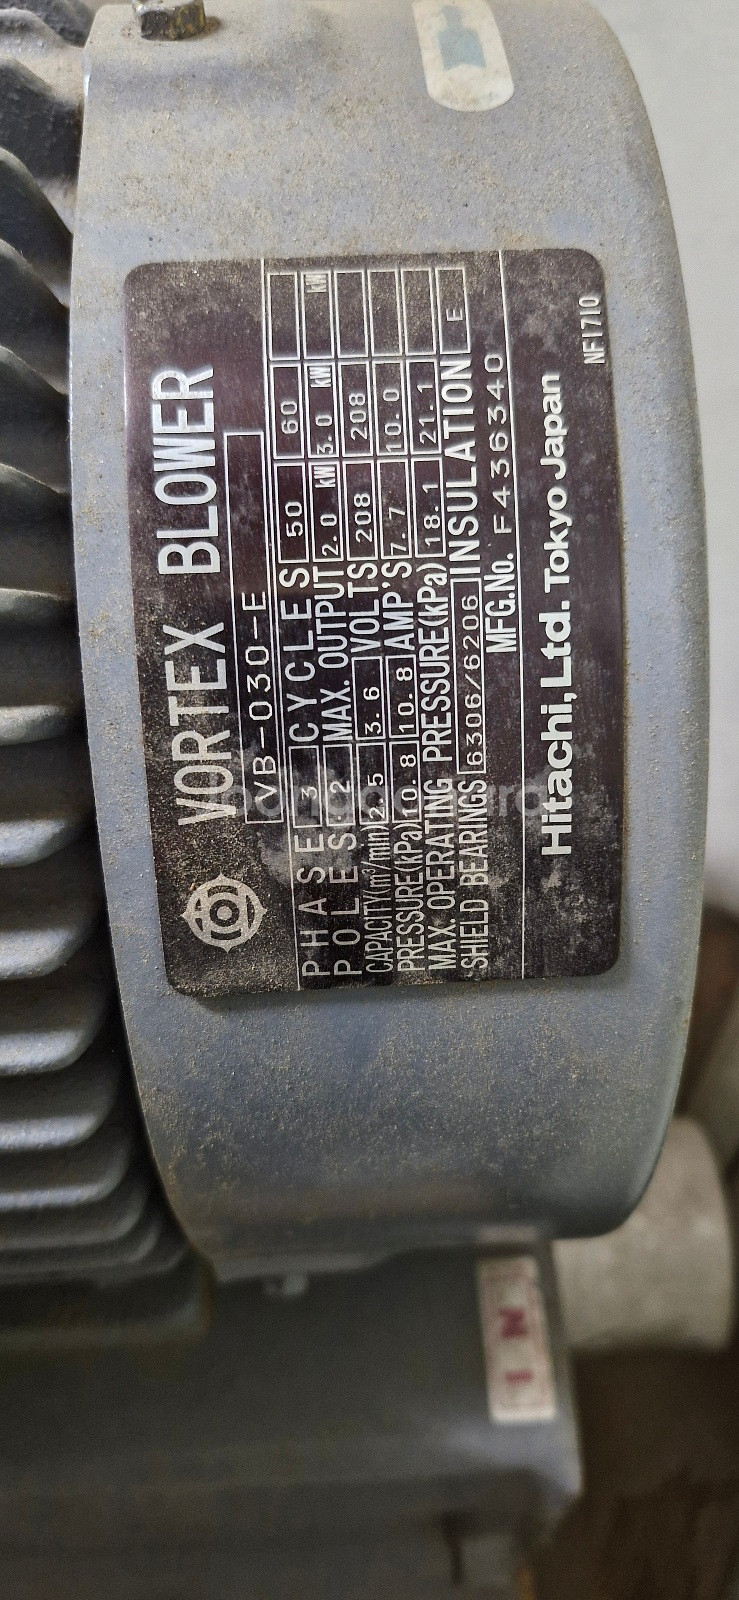 VORTEX BLOWER
VB-030-E
PHASE 3 CYCLES 50 60
POLES 2 MAX. OUTPUT 2.0 kW 3.0 kW kW
CAPACITY(m³/min) 2.5 3.6 VOLTS 208 208
PRESSURE(kPa) 10.8 10.8 AMP'S 7.7 10.0
MAX. OPERATING PRESSURE(kPa) 18.1 21.1
SHIELD BEARINGS 6306/6206 INSULATION E
MFG.No. F436340
Hitachi,Ltd. Tokyo Japan
NF1710
IN